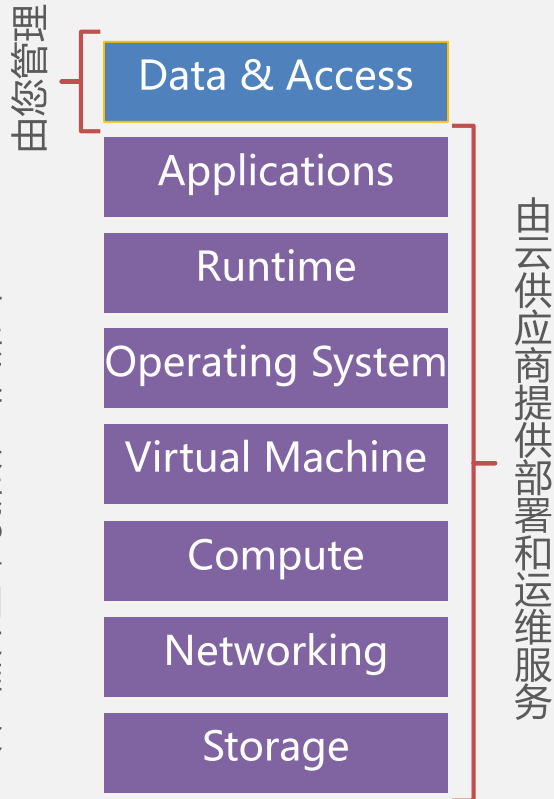 由您管理
Data & Access
Applications
Runtime
Operating System
Virtual Machine
Compute
Networking
Storage
由云供应商提供部署和运维服务